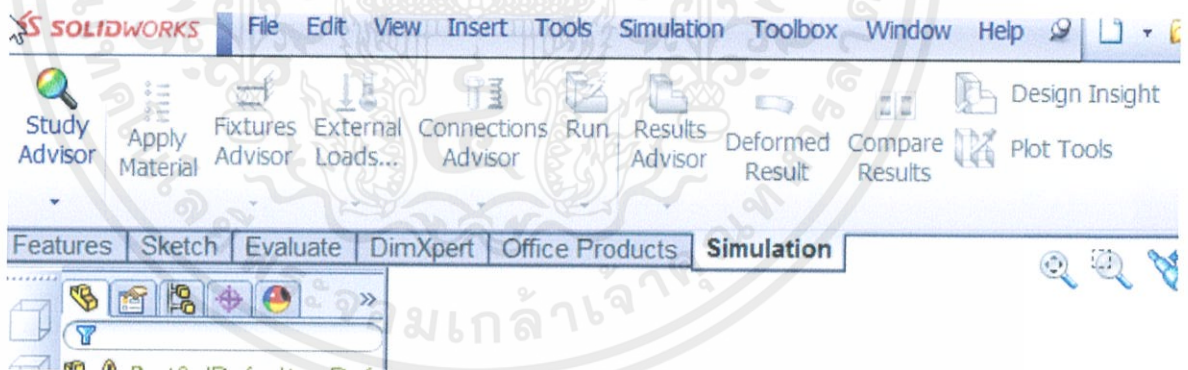 SOLIDWORKS File Edit View Insert Tools Simulation Toolbox Window Help
Study Advisor
Apply Material
Fixtures Advisor
External Loads...
Connections Advisor
Run
Results Advisor
Deformed Result
Compare Results
Design Insight
Plot Tools
Features Sketch Evaluate DimXpert Office Products Simulation